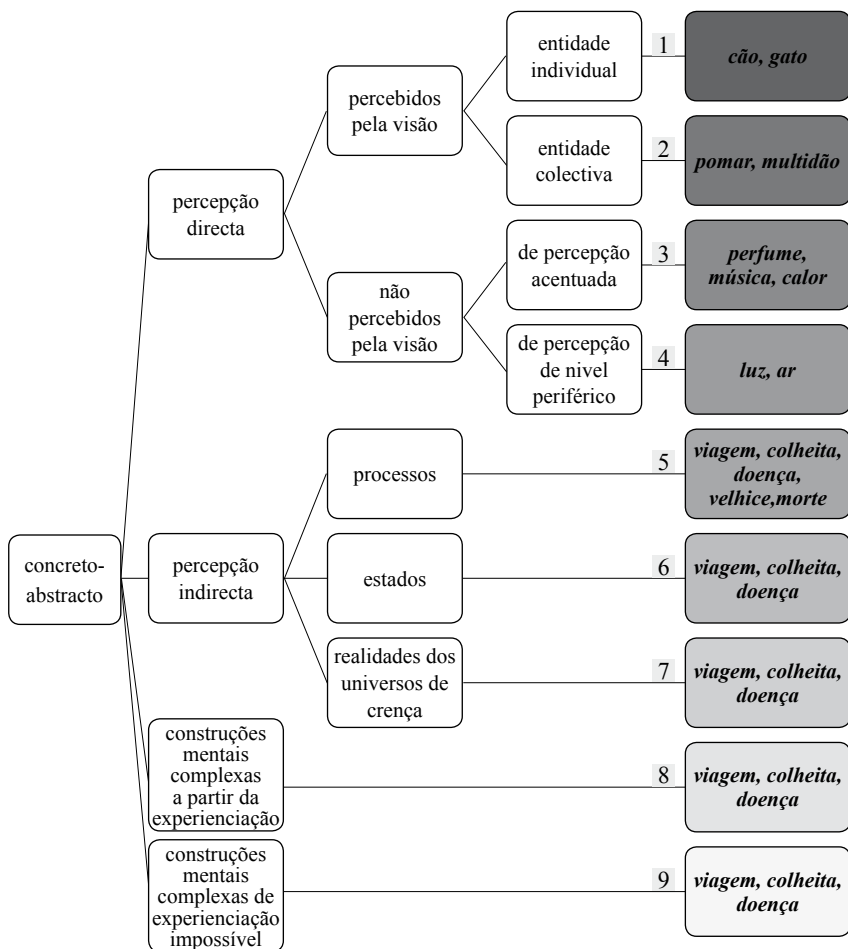 entidade
individual
1
cão, gato
percebidos
pela visão
entidade
colectiva
2
pomar, multidão
percepção
directa
de percepção
acentuada
3
perfume,
música, calor
não
percebidos
pela visão
de percepção
de nivel
periférico
4
luz, ar
processos
5
viagem, colheita,
doença,
velhice,morte
concreto-
abstracto
percepção
indirecta
estados
6
viagem, colheita,
doença
realidades dos
universos de
crença
7
viagem, colheita,
doença
construções
mentais
complexas
a partir da
experienciação
8
viagem, colheita,
doença
construções
mentais
complexas de
experienciação
impossível
9
viagem, colheita,
doença